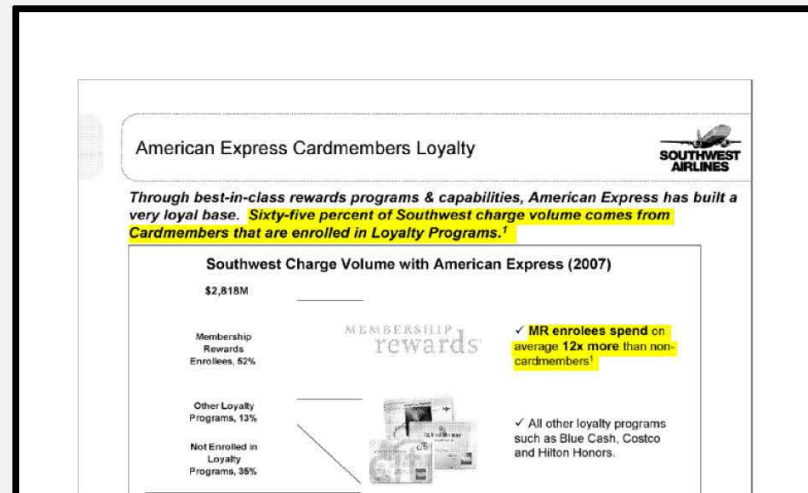 American Express Cardmembers Loyalty
SOUTHWEST
AIRLINES
Through best-in-class rewards programs & capabilities, American Express has built a
very loyal base. Sixty-five percent of Southwest charge volume comes from
Cardmembers that are enrolled in Loyalty Programs.¹
Southwest Charge Volume with American Express (2007)
$2,818M
Membership
Rewards
Enrollees, 52%
MEMBERSHIP
rewards
✓ MR enrolees spend on
average 12x more than non-
cardmembers¹
Other Loyalty
Programs, 13%
Not Enrolled in
Loyalty
Programs, 35%
citi
✓ All other loyalty programs
such as Blue Cash, Costco
and Hilton Honors.